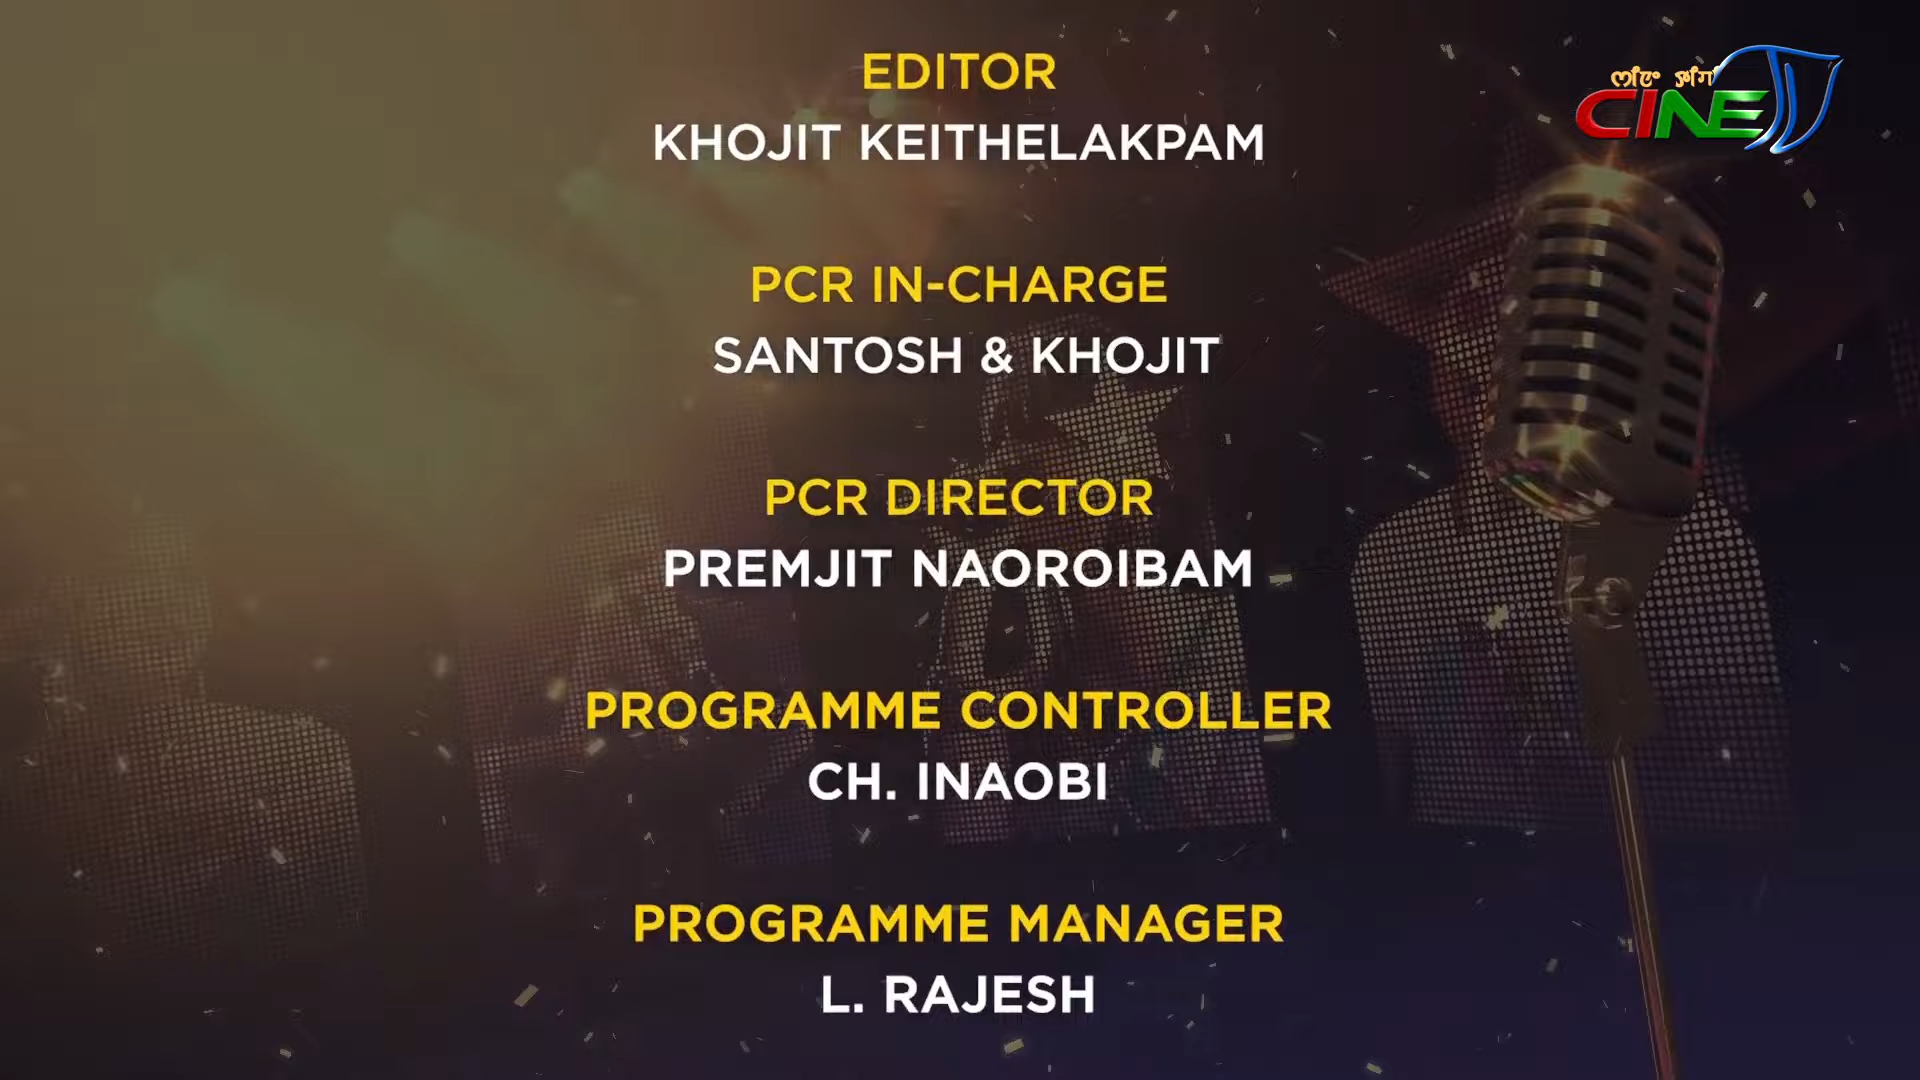 EDITOR
KHOJIT KEITHELAKPAM
PCR IN-CHARGE
SANTOSH & KHOJIT
PCR DIRECTOR
PREMJIT NAOROIBAM
PROGRAMME CONTROLLER
CH. INAOBI
PROGRAMME MANAGER
L. RAJESH
CINE